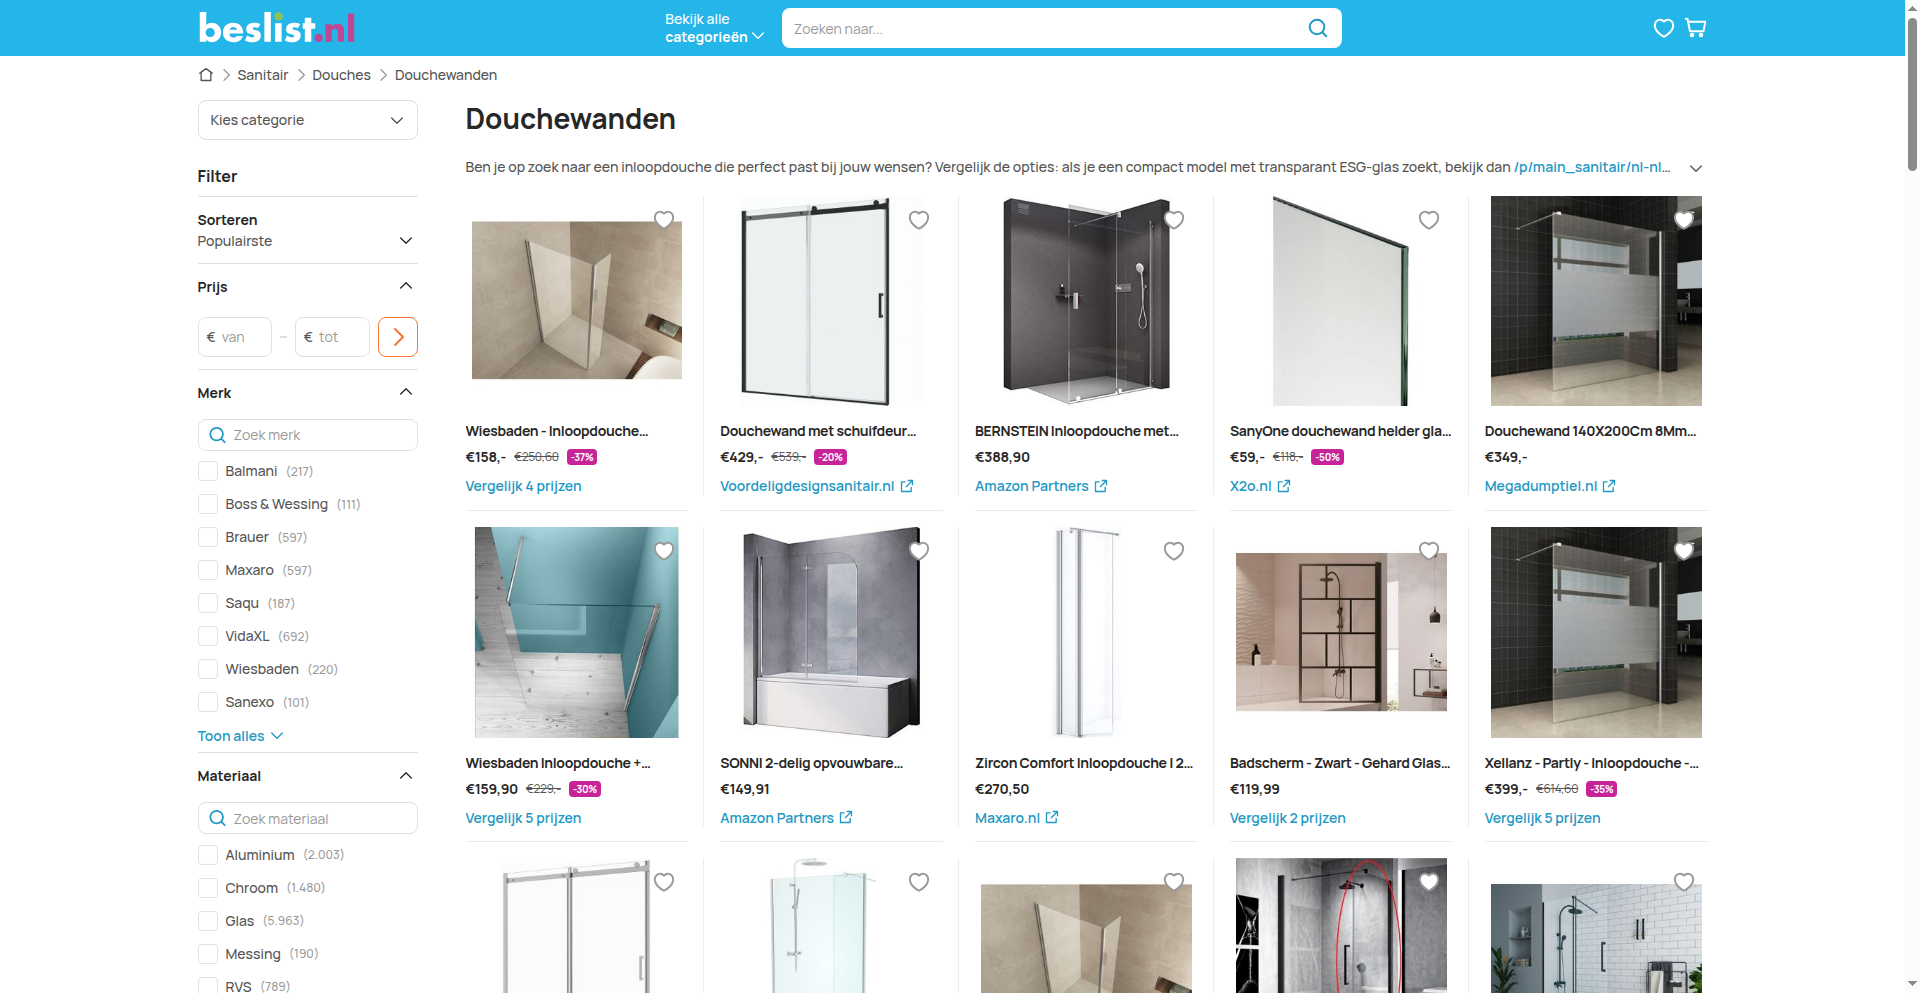 beslist.nl
Bekijk alle
categorieën
Zoeken naar...
Sanitair
Douches
Douchewanden
Kies categorie
Filter
Sorteren
Populairste
Prijs
€ van – € tot
Merk
Zoek merk
Balmani (217)
Boss & Wessing (111)
Brauer (597)
Maxaro (597)
Saqu (187)
VidaXL (692)
Wiesbaden (220)
Sanexo (101)
Toon alles
Materiaal
Zoek materiaal
Aluminium (2.003)
Chroom (1.480)
Glas (5.963)
Messing (190)
RVS (789)
Douchewanden
Ben je op zoek naar een inloopdouche die perfect past bij jouw wensen? Vergelijk de opties: als je een compact model met transparant ESG-glas zoekt, bekijk dan /p/main_sanitair/nl-nl...
Wiesbaden - Inloopdouche...
€158,- €250,60 -37%
Vergelijk 4 prijzen
Douchewand met schuifdeur...
€429,- €539,- -20%
Voordeligdesignsanitair.nl
BERNSTEIN Inloopdouche met...
€388,90
Amazon Partners
SanyOne douchewand helder gla...
€59,- €118,- -50%
X2o.nl
Douchewand 140X200Cm 8Mm...
€349,-
Megadumptiel.nl
Wiesbaden Inloopdouche +...
€159,90 €229,- -30%
Vergelijk 5 prijzen
SONNI 2-delig opvouwbare...
€149,91
Amazon Partners
Zircon Comfort Inloopdouche | 2...
€270,50
Maxaro.nl
Badscherm - Zwart - Gehard Glas...
€119,99
Vergelijk 2 prijzen
Xellanz - Partly - Inloopdouche -...
€399,- €614,60 -35%
Vergelijk 5 prijzen